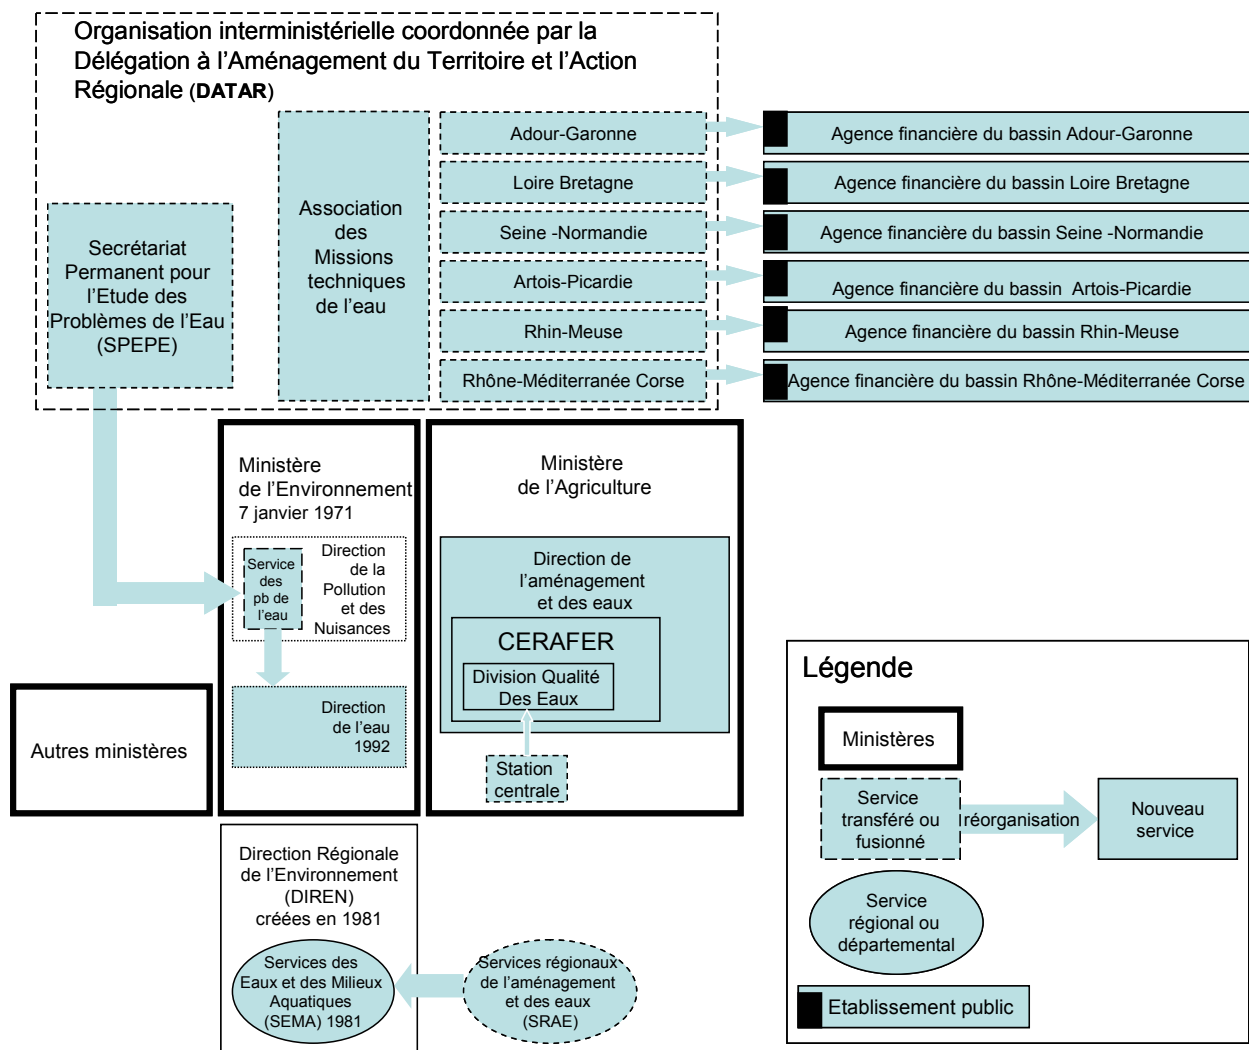 Organisation interministérielle coordonnée par la
Délégation à l'Aménagement du Territoire et l'Action
Régionale (DATAR)
Secrétariat
Permanent pour
l'Etude des
Problèmes de l'Eau
(SPEPE)
Association
des
Missions
techniques
de l'eau
Adour-Garonne
Loire Bretagne
Seine -Normandie
Artois-Picardie
Rhin-Meuse
Rhône-Méditerranée Corse
Agence financière du bassin Adour-Garonne
Agence financière du bassin Loire Bretagne
Agence financière du bassin Seine -Normandie
Agence financière du bassin Artois-Picardie
Agence financière du bassin Rhin-Meuse
Agence financière du bassin Rhône-Méditerranée Corse
Ministère
de l'Environnement
7 janvier 1971
Service
des
pb de
l'eau
Direction
de la
Pollution
et des
Nuisances
Direction
de l'eau
1992
Ministère
de l'Agriculture
Direction de
l'aménagement
et des eaux
CERAFER
Division Qualité
Des Eaux
Station
centrale
Autres ministères
Direction Régionale
de l'Environnement
(DIREN)
créées en 1981
Services des
Eaux et des Milieux
Aquatiques
(SEMA) 1981
Services régionaux
de l'aménagement
et des eaux
(SRAE)
Légende
Ministères
Service
transféré ou
fusionné
réorganisation
Nouveau
service
Service
régional ou
départemental
Etablissement public